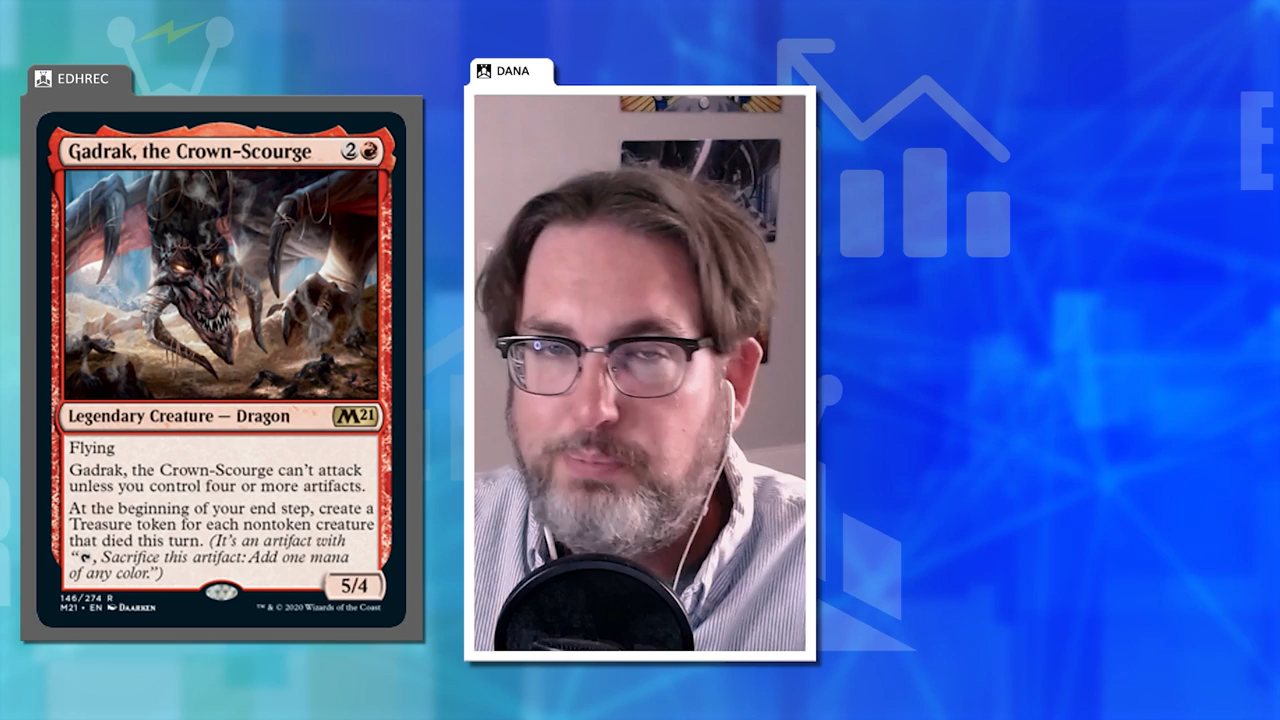 EDHREC
Gadrak, the Crown-Scourge 2
Legendary Creature — Dragon M21
Flying
Gadrak, the Crown-Scourge can't attack
unless you control four or more artifacts.
At the beginning of your end step, create a
Treasure token for each nontoken creature
that died this turn. (It's an artifact with
“, Sacrifice this artifact: Add one mana
of any color.”)
5/4
146/274 R
M21 • EN DAARKEN
™ & © 2020 Wizards of the Coast
DANA
E